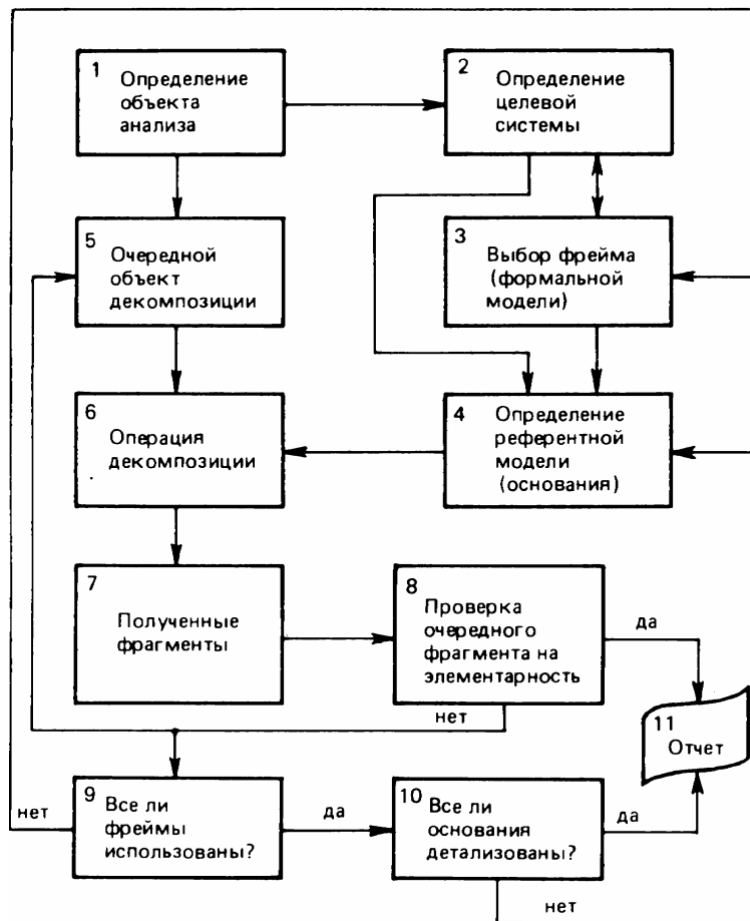 1
Определение
объекта
анализа
2
Определение
целевой
системы
5
Очередной
объект
декомпозиции
3
Выбор фрейма
(формальной
модели)
6
Операция
декомпозиции
4
Определение
референтной
модели
(основания)
7
Полученные
фрагменты
8
Проверка
очередного
фрагмента на
элементарность
да
нет
11
Отчет
нет
9
Все ли
фреймы
использованы?
да
10
Все ли
основания
детализованы?
да
нет